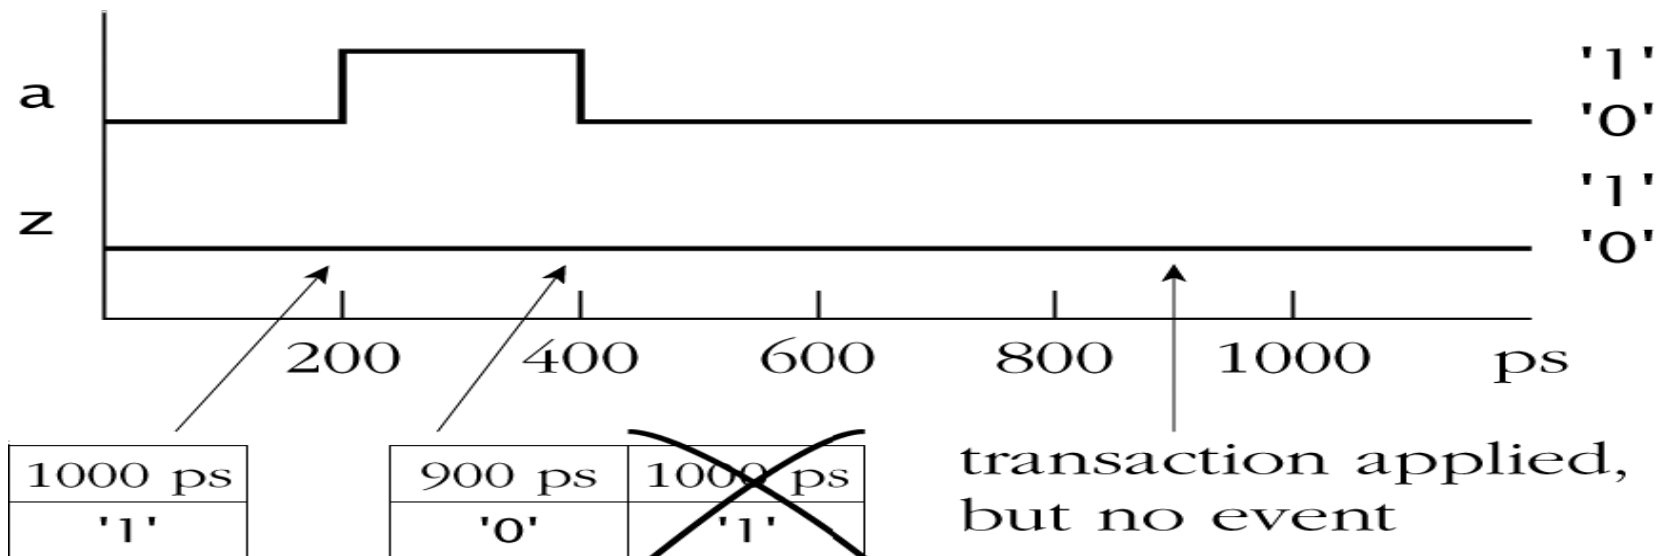 a
'1'
'0'
z
'1'
'0'
200 400 600 800 1000 ps
1000 ps
'1'
900 ps 1000 ps
'0' '1'
transaction applied,
but no event